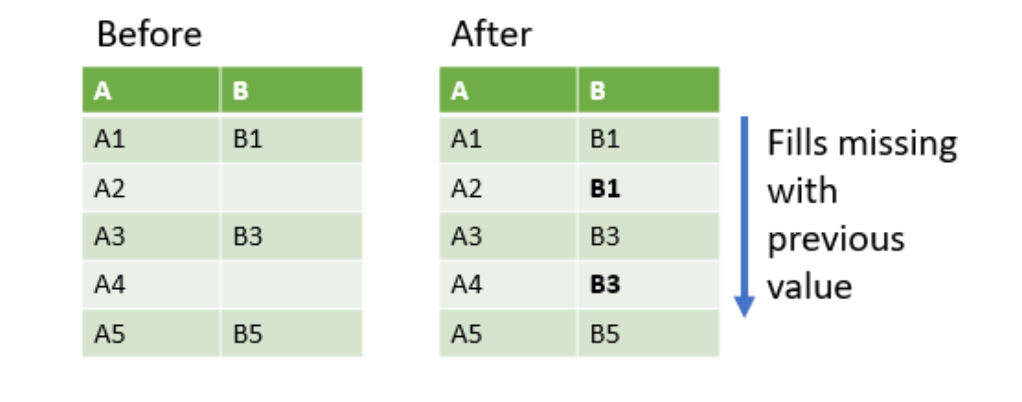 Before
A B
A1 B1
A2
A3 B3
A4
A5 B5
After
A B
A1 B1
A2 B1
A3 B3
A4 B3
A5 B5
Fills missing
with
previous
value